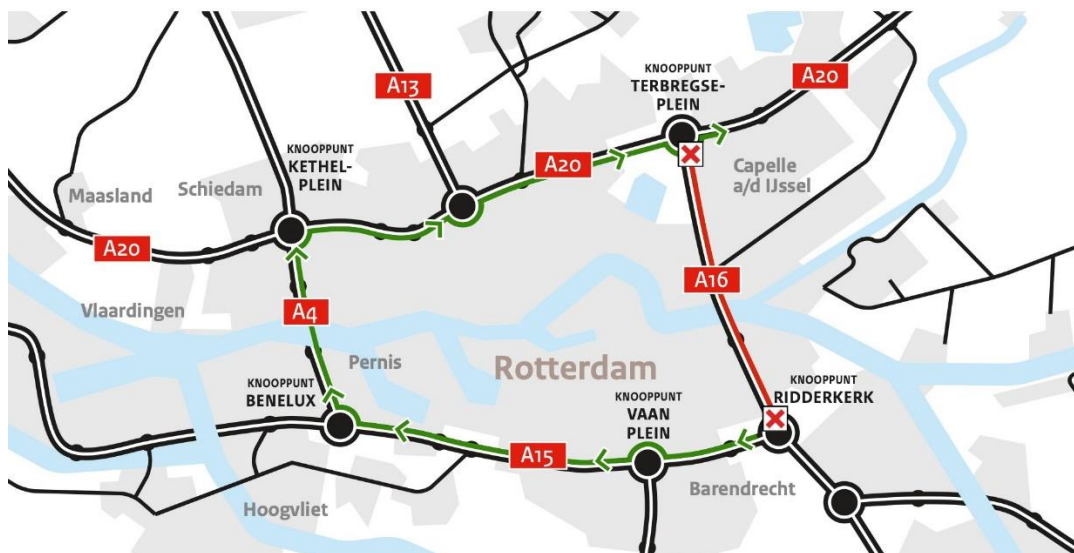 KNOOPPUNT
TERBREGSE-
PLEIN
A20
A13
KNOOPPUNT
KETHEL-
PLEIN
A20
Capelle
a/d IJssel
Maasland
Schiedam
A20
A16
Vlaardingen
A4
Pernis
Rotterdam
KNOOPPUNT
BENELUX
KNOOPPUNT
VAAN
PLEIN
KNOOPPUNT
RIDDERKERK
A15
Barendrecht
Hoogvliet